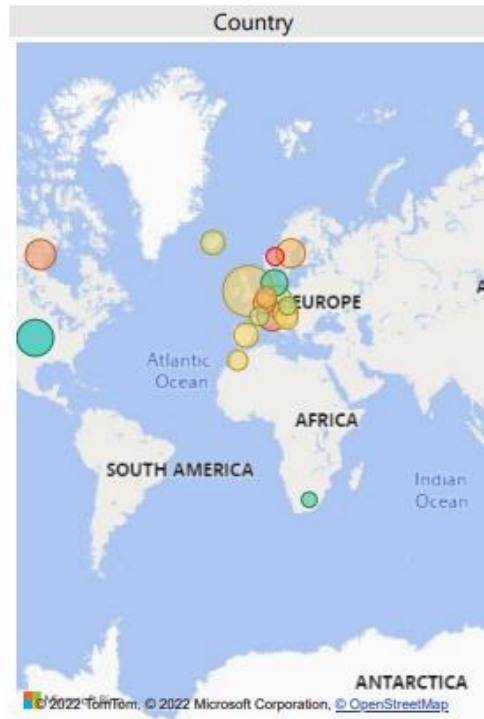 Country
EUROPE
A
Atlantic
Ocean
AFRICA
SOUTH AMERICA
Indian
Ocean
ANTARCTICA
© 2022 TomTom, © 2022 Microsoft Corporation, © OpenStreetMap